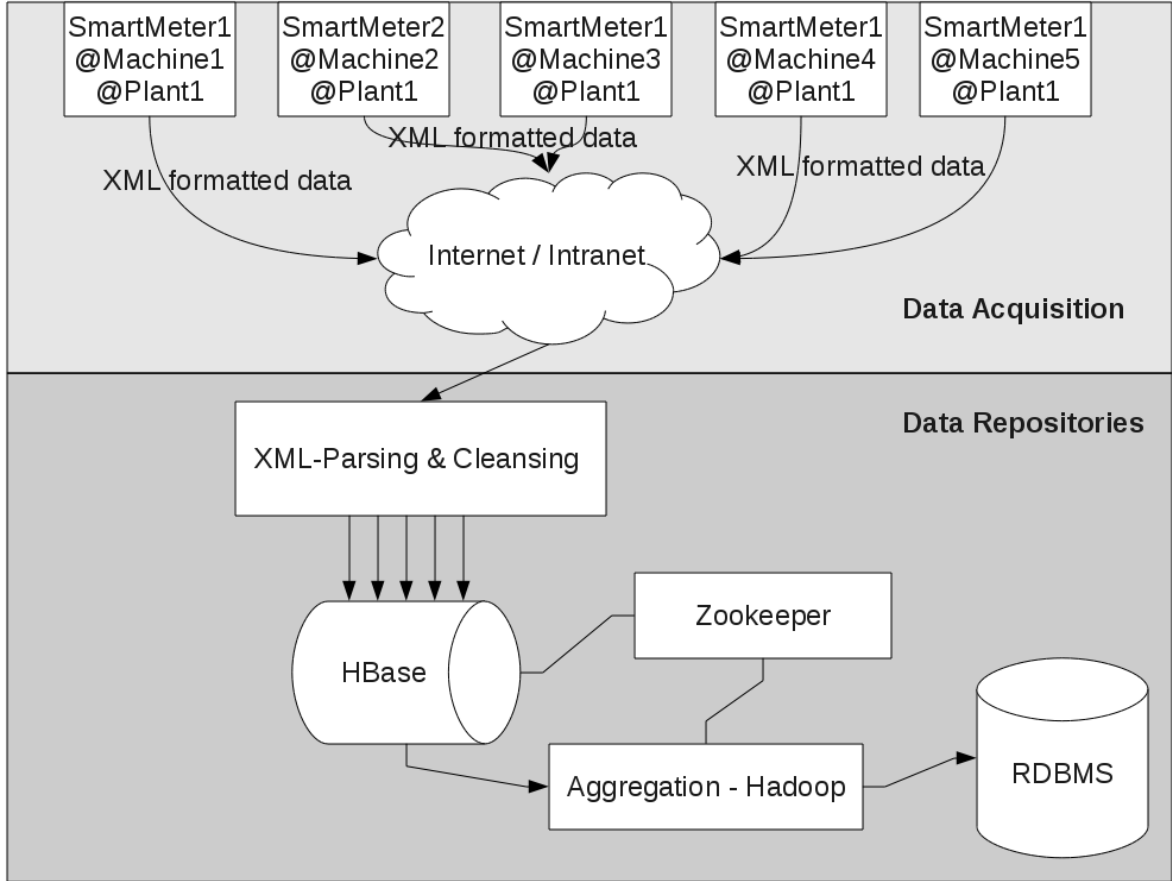 SmartMeter1
@Machine1
@Plant1
SmartMeter2
@Machine2
@Plant1
SmartMeter1
@Machine3
@Plant1
SmartMeter1
@Machine4
@Plant1
SmartMeter1
@Machine5
@Plant1
XML formatted data
XML formatted data
XML formatted data
Internet / Intranet
Data Acquisition
Data Repositories
XML-Parsing & Cleansing
Zookeeper
HBase
Aggregation - Hadoop
RDBMS